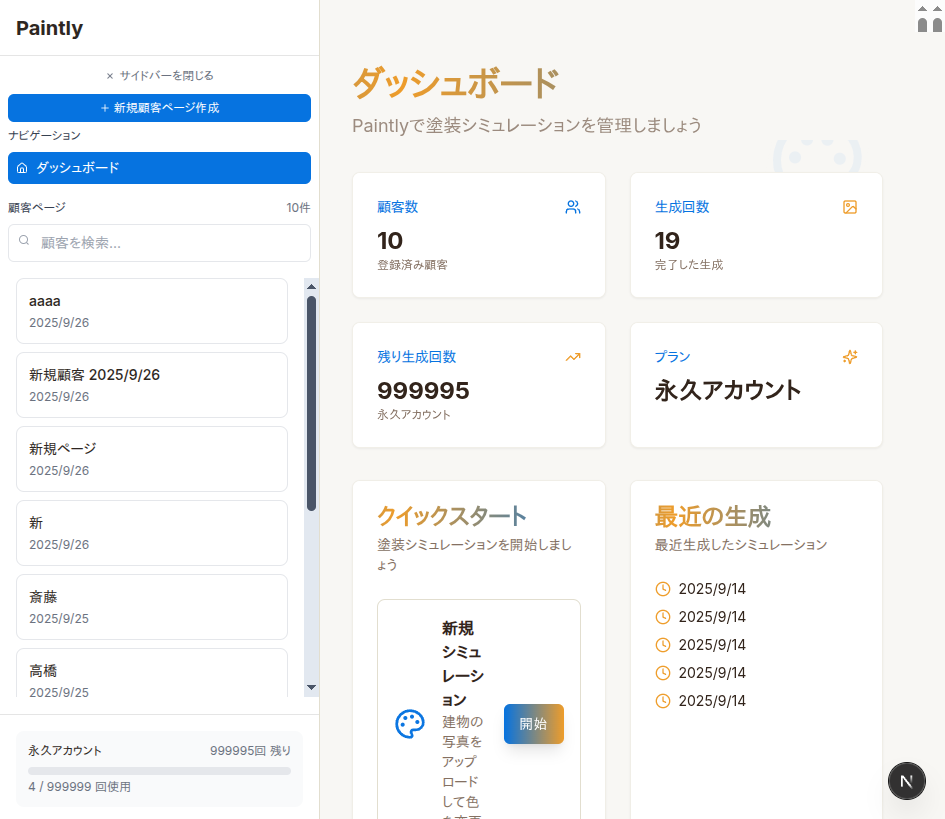 Paintly
× サイドバーを閉じる
+ 新規顧客ページ作成
ナビゲーション
ダッシュボード
顧客ページ 10件
顧客を検索...
aaaa
2025/9/26
新規顧客 2025/9/26
2025/9/26
新規ページ
2025/9/26
新
2025/9/26
斎藤
2025/9/25
高橋
2025/9/25
永久アカウント 999995回 残り
4 / 999999 回使用
ダッシュボード
Paintlyで塗装シミュレーションを管理しましょう
顧客数
10
登録済み顧客
生成回数
19
完了した生成
残り生成回数
999995
永久アカウント
プラン
永久アカウント
クイックスタート
塗装シミュレーションを開始しまし
ょう
新規
シミュ
レーシ
ョン
建物の
写真を
アップ
ロード
して色
開始
最近の生成
最近生成したシミュレーション
2025/9/14
2025/9/14
2025/9/14
2025/9/14
2025/9/14
N